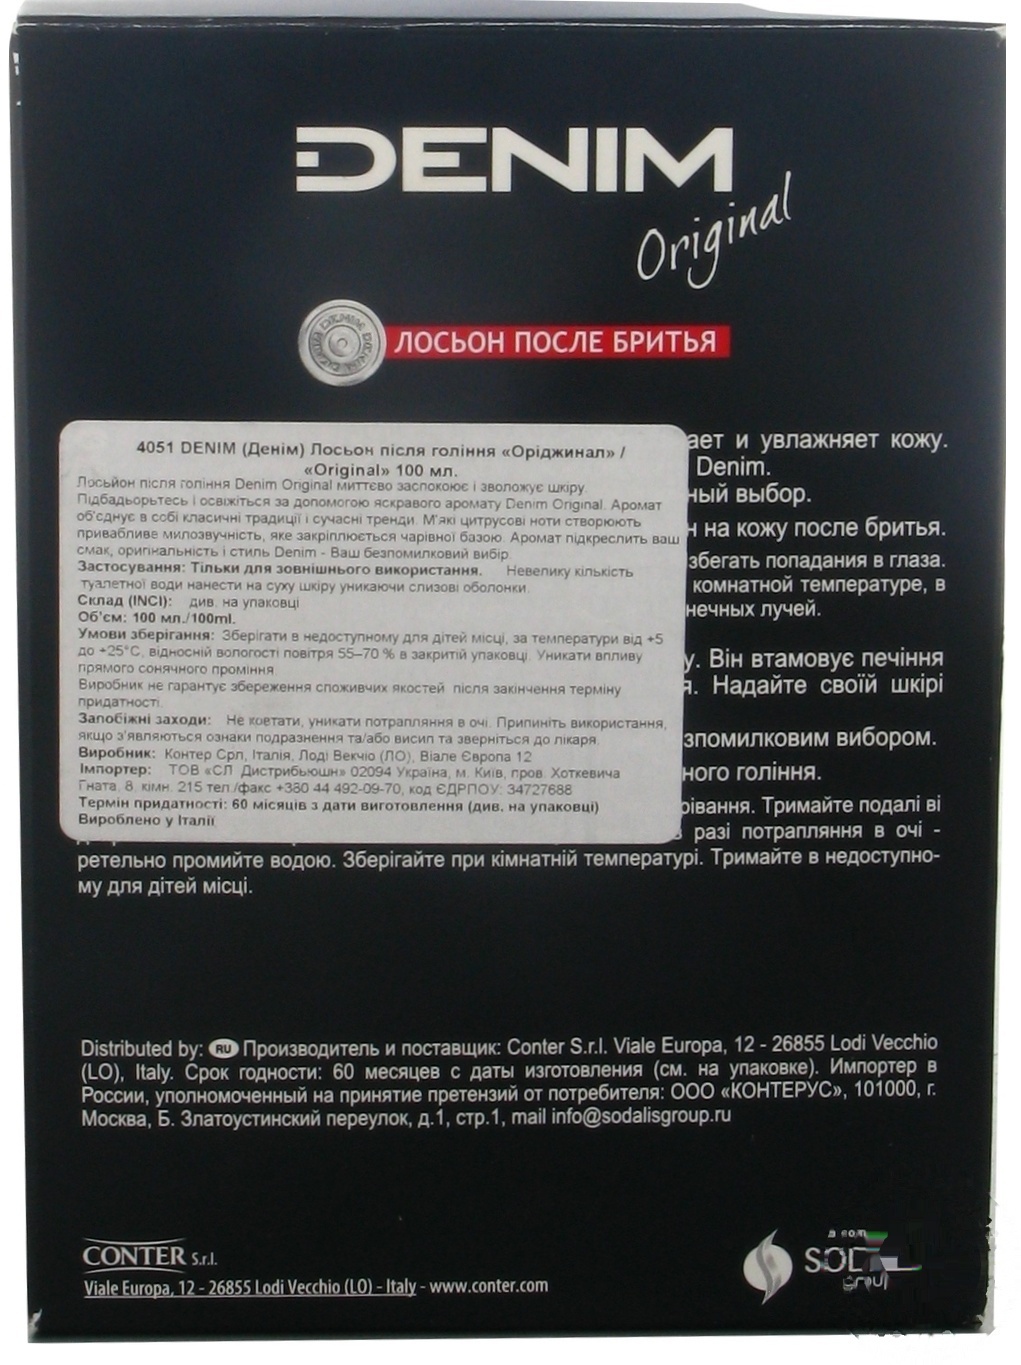 DENIM
Original
ЛОСЬОН ПОСЛЕ БРИТЬЯ
4051 DENIM (Денім) Лосьон після гоління «Оріджинал» /
«Original» 100 мл.
Лосьйон після гоління Denim Original миттєво заспокоює і зволожує шкіру.
Підбадьорьтесь і освіжіться за допомогою яскравого аромату Denim Original. Аромат
об'єднує в собі класичні традиції і сучасні тренди. М'які цитрусові ноти створюють
привабливе милозвучність, яке закріплюється чарівної базою. Аромат підкреслить ваш
смак, оригінальність і стиль Denim - Ваш безпомилковий вибір.
Застосування: Тільки для зовнішнього використання. Невелику кількість
туалетної води нанести на суху шкіру уникаючи слизові оболонки.
Склад (INCI): див. на упаковці
Об'єм: 100 мл./100ml.
Умови зберігання: Зберігати в недоступному для дітей місці, за температури від +5
до +25°С, відносній вологості повітря 55–70 % в закритій упаковці. Уникати впливу
прямого сонячного проміння
Виробник не гарантує збереження споживчих якостей після закінчення терміну
придатності.
Запобіжні заходи: Не ковтати, уникати потрапляння в очі. Припиніть використання,
якщо з'являються ознаки подразнення та/або висип та зверніться до лікаря.
Виробник: Контер Срл, Італія, Лоді Векчіо (ЛО), Віале Європа 12
Імпортер: ТОВ «СЛ Дистрибьюшн» 02094 Україна, м. Київ, пров. Хоткевича
Гната, 8, кімн. 215 тел./факс +380 44 492-09-70, код ЄДРПОУ: 34727688
Термін придатності: 60 місяців з дати виготовлення (див. на упаковці)
Вироблено у Італії
ает и увлажняет кожу.
Denim.
ный выбор.
н на кожу после бритья.
збегать попадания в глаза.
комнатной температуре, в
нечных лучей.
у. Він втамовує печіння
я. Надайте своїй шкірі
зпомилковим вибором.
ного гоління.
рівання. Тримайте подалі ві
в разі потрапляння в очі -
ретельно промийте водою. Зберігайте при кімнатній температурі. Тримайте в недоступно-
му для дітей місці.
Distributed by: RU Производитель и поставщик: Conter S.r.l. Viale Europa, 12 - 26855 Lodi Vecchio
(LO), Italy. Срок годности: 60 месяцев с даты изготовления (см. на упаковке). Импортер в
России, уполномоченный на принятие претензий от потребителя: ООО «КОНТЕРУС», 101000, г.
Москва, Б. Златоустинский переулок, д.1, стр.1, mail info@sodalisgroup.ru
CONTER S.r.l.
Viale Europa, 12 - 26855 Lodi Vecchio (LO) - Italy - www.conter.com
group